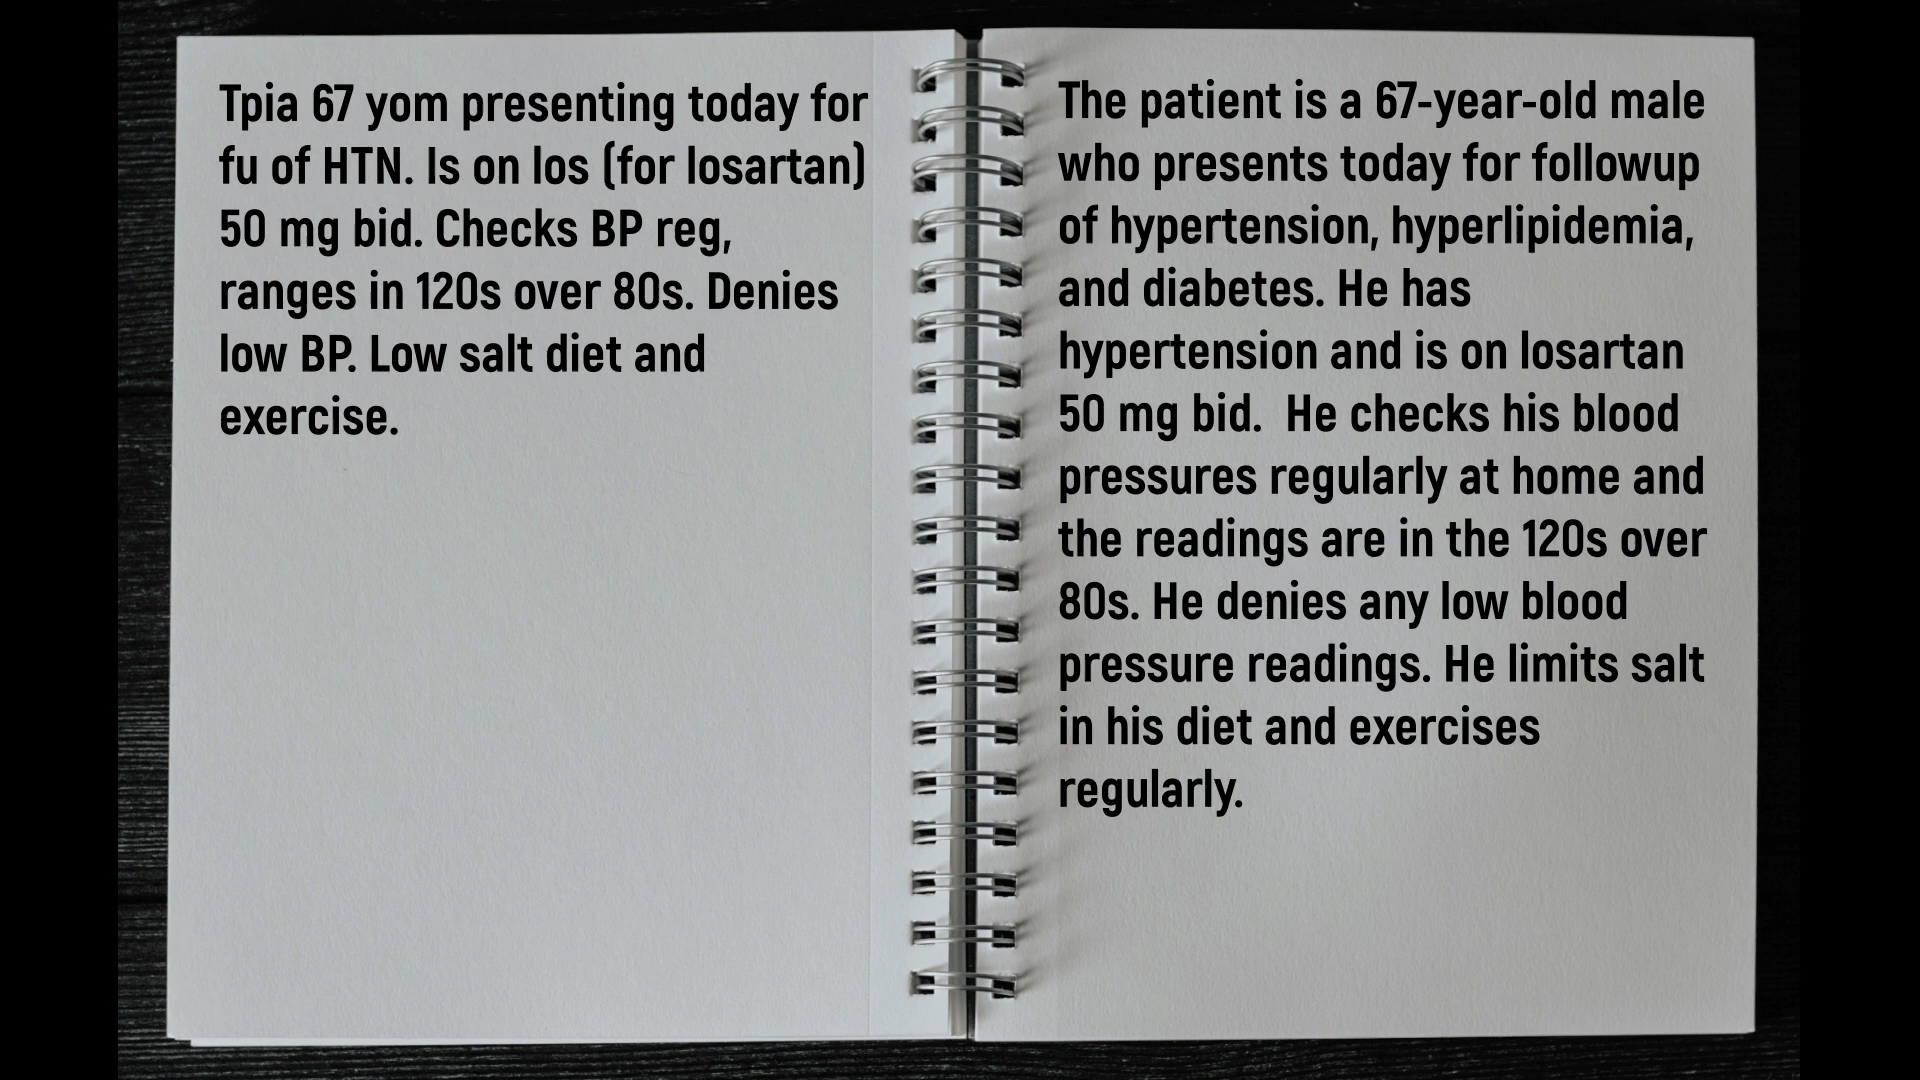 Tpia 67 yom presenting today for
fu of HTN. Is on los (for losartan)
50 mg bid. Checks BP reg,
ranges in 120s over 80s. Denies
low BP. Low salt diet and
exercise.
The patient is a 67-year-old male
who presents today for followup
of hypertension, hyperlipidemia,
and diabetes. He has
hypertension and is on losartan
50 mg bid.  He checks his blood
pressures regularly at home and
the readings are in the 120s over
80s. He denies any low blood
pressure readings. He limits salt
in his diet and exercises
regularly.